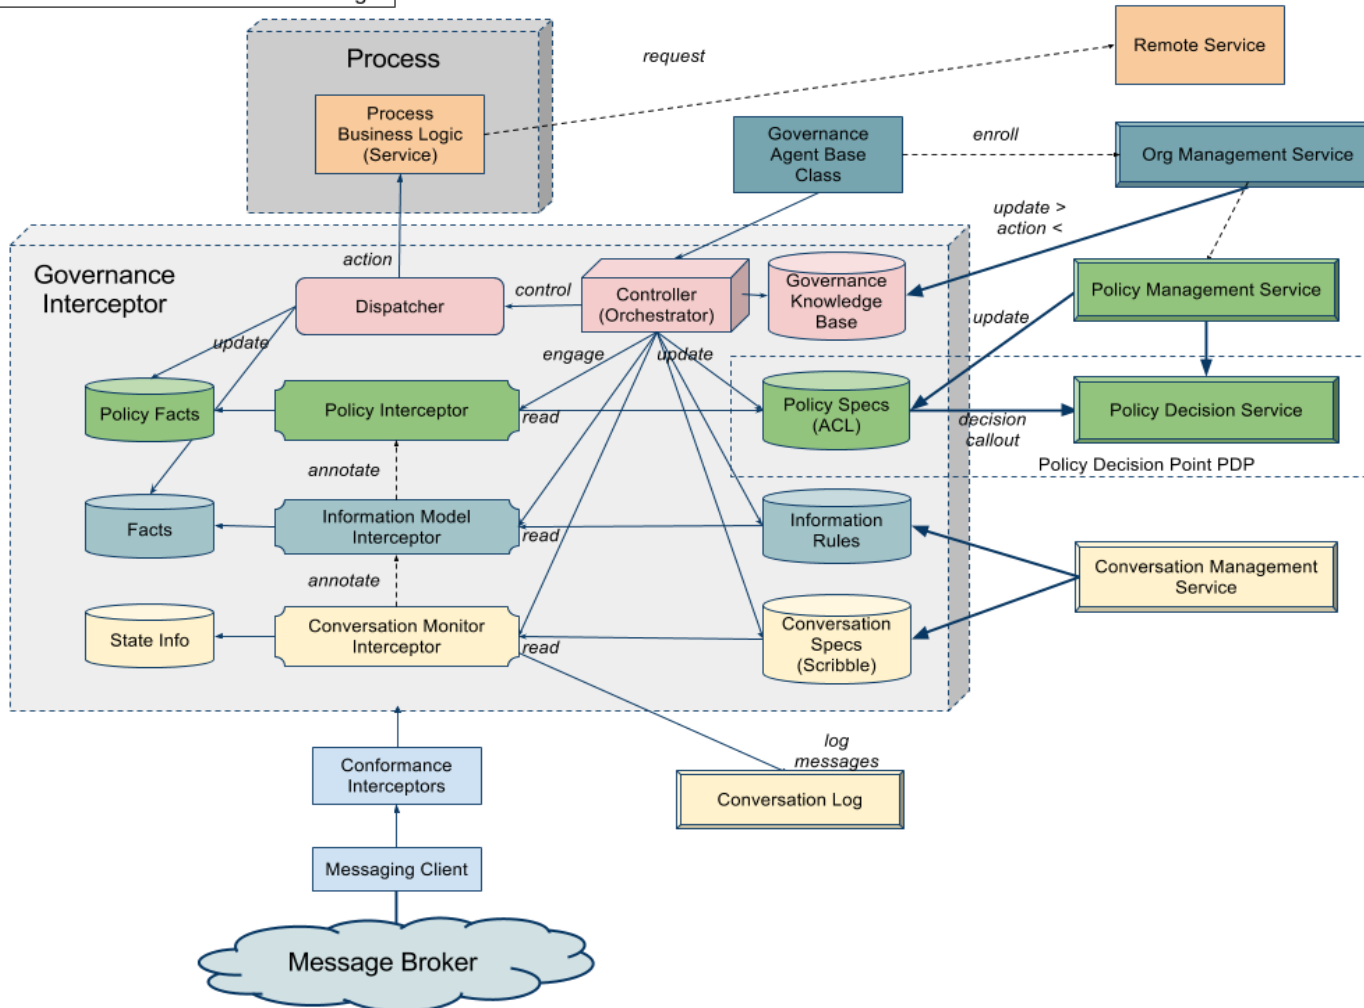 Process
request
Remote Service
Process
Business Logic
(Service)
Governance
Agent Base
Class
enroll
Org Management Service
update >
action <
Governance
Interceptor
action
Dispatcher
control
Controller
(Orchestrator)
Governance
Knowledge
Base
Policy Management Service
update
update
engage
update
Policy Facts
Policy Interceptor
read
Policy Specs
(ACL)
decision
callout
Policy Decision Service
Policy Decision Point PDP
annotate
Facts
Information Model
Interceptor
read
Information
Rules
annotate
Conversation Management
Service
State Info
Conversation Monitor
Interceptor
read
Conversation
Specs
(Scribble)
log
messages
Conformance
Interceptors
Conversation Log
Messaging Client
Message Broker